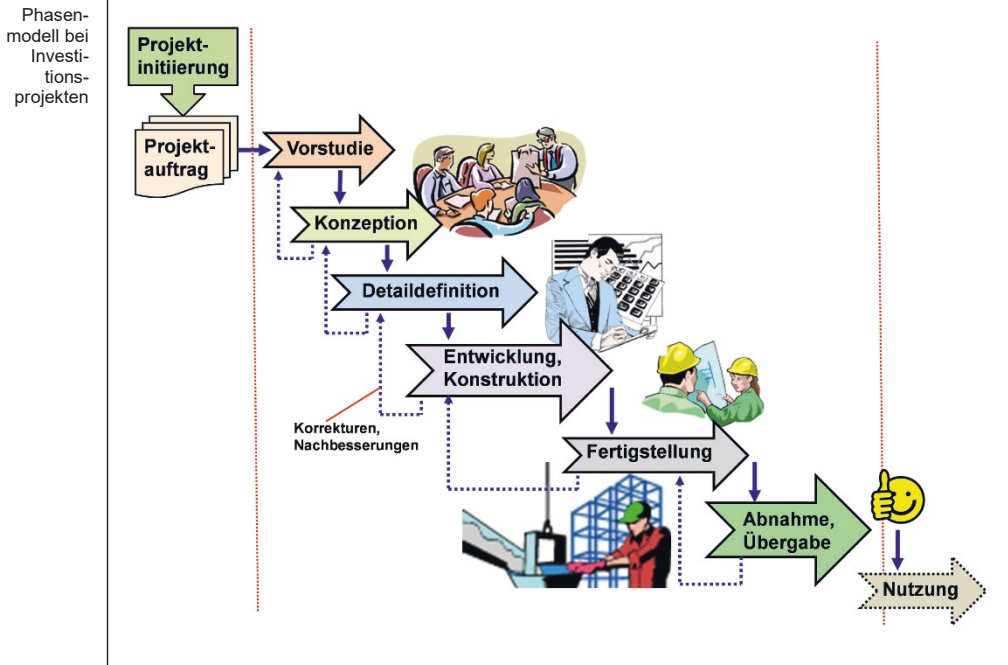 Phasen-
modell bei
Investi-
tions-
projekten
Projekt-
initiierung
Projekt-
auftrag
Vorstudie
Konzeption
Detaildefinition
Entwicklung,
Konstruktion
Korrekturen,
Nachbesserungen
Fertigstellung
Abnahme,
Übergabe
Nutzung